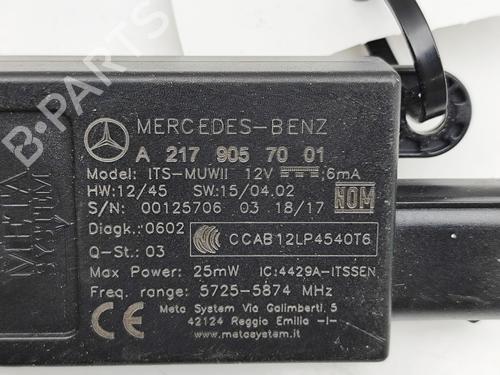 B-PARTS
MERCEDES-BENZ
A 217 905 70 01
Model: ITS-MUWII 12V 6mA
HW:12/45 SW:15/04.02
S/N: 00125706 03 18/17 NOM
Diagk.:0602
Q-St.: 03
CCAB12LP4540T6
Max Power: 25mW IC:4429A-ITSSEN
Freq. range: 5725-5874 MHz
CE
Meta System Via Galimberti, 5
42124 Reggio Emilia -I-
www.metasystem.it
META
SYSTEM